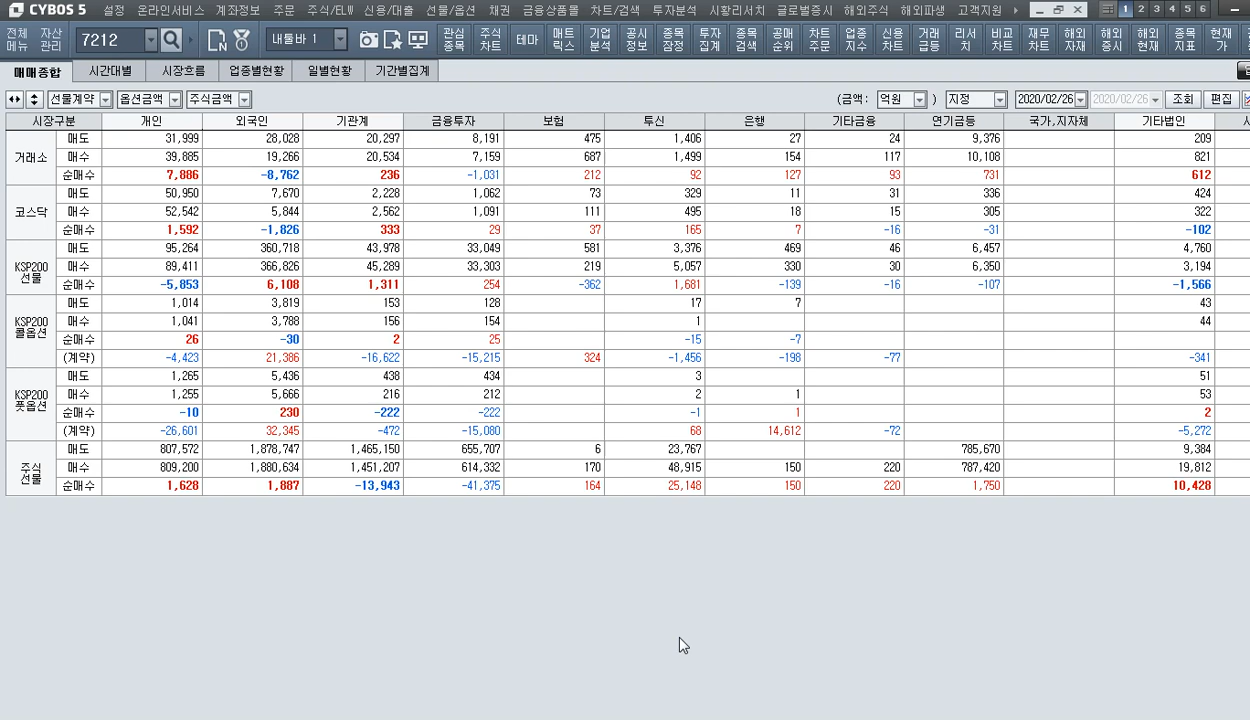 CYBOS 5 설정 온라인서비스 계좌정보 주문 주식/ELW 신용/대출 선물/옵션 채권 금융상품몰 차트/검색 투자분석 시황리서치 글로벌증시 해외주식 해외파생 고객지원 1 2 3 4 5 6
전체메뉴 자산관리 7212 내툴바 1 관심종목 주식차트 테마 매트릭스 기업분석 공시정보 종목잠정 투자집계 종목검색 공매순위 차트주문 업종지수 신용차트 거래급등 리서치 비교차트 재무차트 해외자재 해외증시 해외현재 종목지표 현재가
매매종합 시간대별 시장흐름 업종별현황 일별현황 기간별집계
선물계약 옵션금액 주식금액 (금액: 억원 ) 지정 2020/02/26 2020/02/26 조회 편집
시장구분 개인 외국인 기관계 금융투자 보험 투신 은행 기타금융 연기금등 국가,지자체 기타법인
거래소 매도 31,999 28,028 20,297 8,191 475 1,406 27 24 9,376 209
매수 39,885 19,266 20,534 7,159 687 1,499 154 117 10,108 821
순매수 7,886 -8,762 236 -1,031 212 92 127 93 731 612
코스닥 매도 50,950 7,670 2,228 1,062 73 329 11 31 336 424
매수 52,542 5,844 2,562 1,091 111 495 18 15 305 322
순매수 1,592 -1,826 333 29 37 165 7 -16 -31 -102
KSP200 선물 매도 95,264 360,718 43,978 33,049 581 3,376 469 46 6,457 4,760
매수 89,411 366,826 45,289 33,303 219 5,057 330 30 6,350 3,194
순매수 -5,853 6,108 1,311 254 -362 1,681 -139 -16 -107 -1,566
KSP200 콜옵션 매도 1,014 3,819 153 128 17 7 43
매수 1,041 3,788 156 154 1 44
순매수 26 -30 2 25 -15 -7
(계약) -4,423 21,386 -16,622 -15,215 324 -1,456 -198 -77 -341
KSP200 풋옵션 매도 1,265 5,436 438 434 3 51
매수 1,255 5,666 216 212 2 1 53
순매수 -10 230 -222 -222 -1 1 2
(계약) -26,601 32,345 -472 -15,080 68 14,612 -72 -5,272
주식 선물 매도 807,572 1,878,747 1,465,150 655,707 6 23,767 785,670 9,384
매수 809,200 1,880,634 1,451,207 614,332 170 48,915 150 220 787,420 19,812
순매수 1,628 1,887 -13,943 -41,375 164 25,148 150 220 1,750 10,428